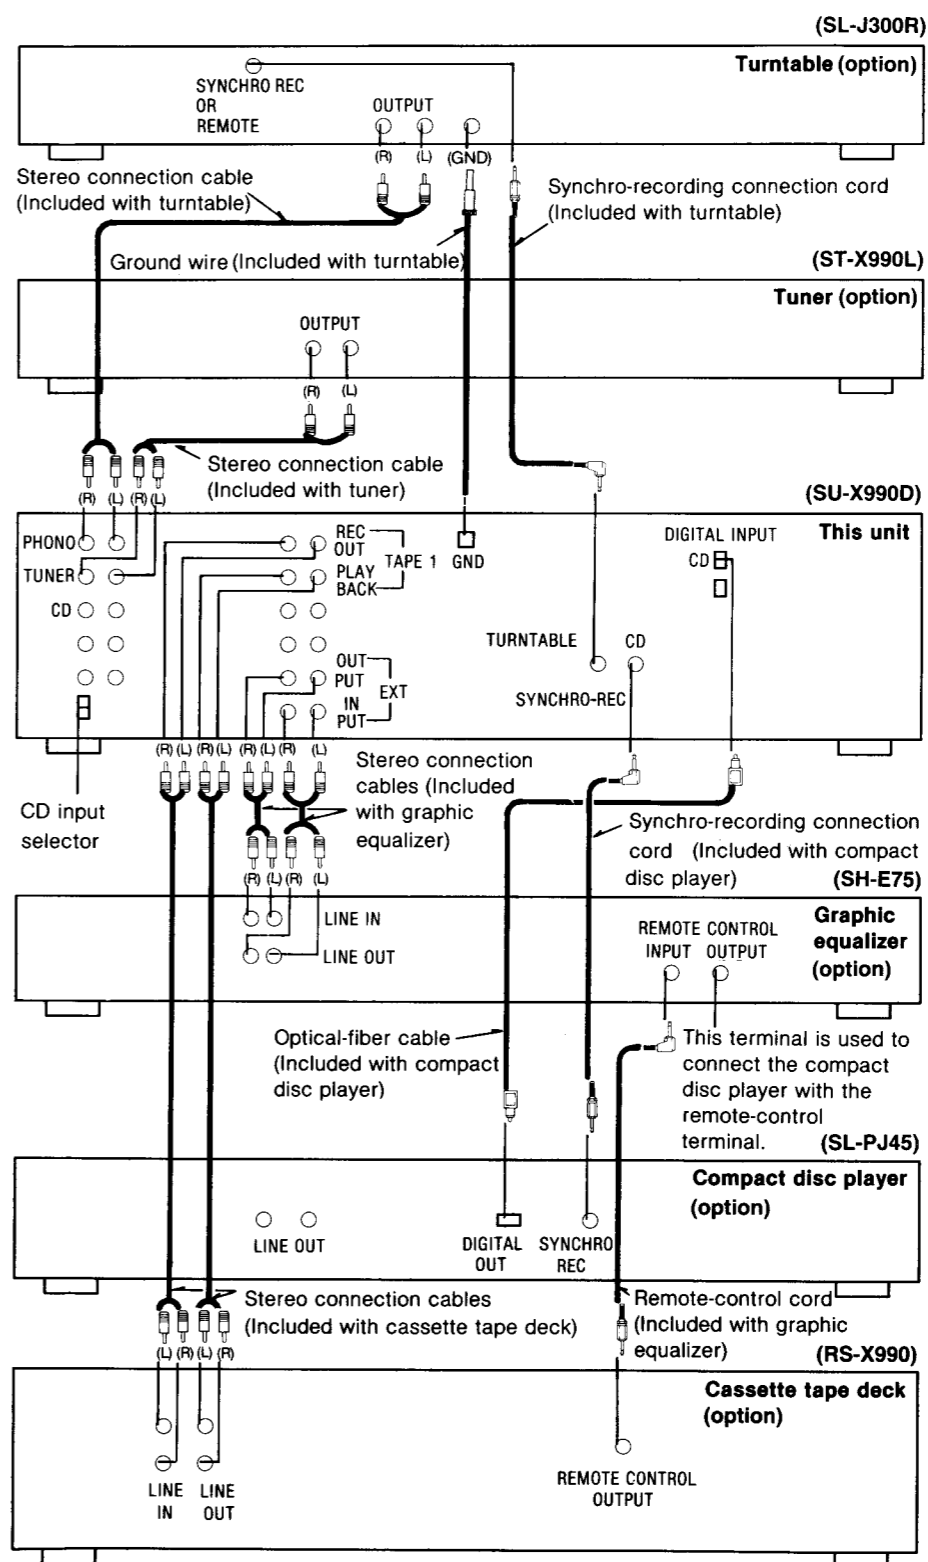 (SL-J300R)
Turntable (option)
SYNCHRO REC
OR
REMOTE
OUTPUT
(R) (L) (GND)
Stereo connection cable
(Included with turntable)
Synchro-recording connection cord
(Included with turntable)
Ground wire (Included with turntable)
(ST-X990L)
Tuner (option)
OUTPUT
(R) (L)
Stereo connection cable
(Included with tuner)
(R) (L) (R) (L)
(SU-X990D)
This unit
PHONO
TUNER
CD
REC
OUT
PLAY
BACK
TAPE 1
GND
DIGITAL INPUT
CD
TURNTABLE
CD
SYNCHRO-REC
OUT
PUT
IN
PUT
EXT
(R) (L) (R) (L) (R) (L) (R) (L)
CD input
selector
Stereo connection
cables (Included
with graphic
equalizer)
Synchro-recording connection
cord (Included with compact
disc player)
(R) (L) (R) (L)
(SH-E75)
Graphic
equalizer
(option)
LINE IN
LINE OUT
REMOTE CONTROL
INPUT OUTPUT
Optical-fiber cable
(Included with compact
disc player)
This terminal is used to
connect the compact
disc player with the
remote-control
terminal.
(SL-PJ45)
Compact disc player
(option)
LINE OUT
DIGITAL
OUT
SYNCHRO
REC
Stereo connection cables
(Included with cassette tape deck)
Remote-control cord
(Included with graphic
equalizer)
(L) (R) (L) (R)
(RS-X990)
Cassette tape deck
(option)
LINE
IN
LINE
OUT
REMOTE CONTROL
OUTPUT